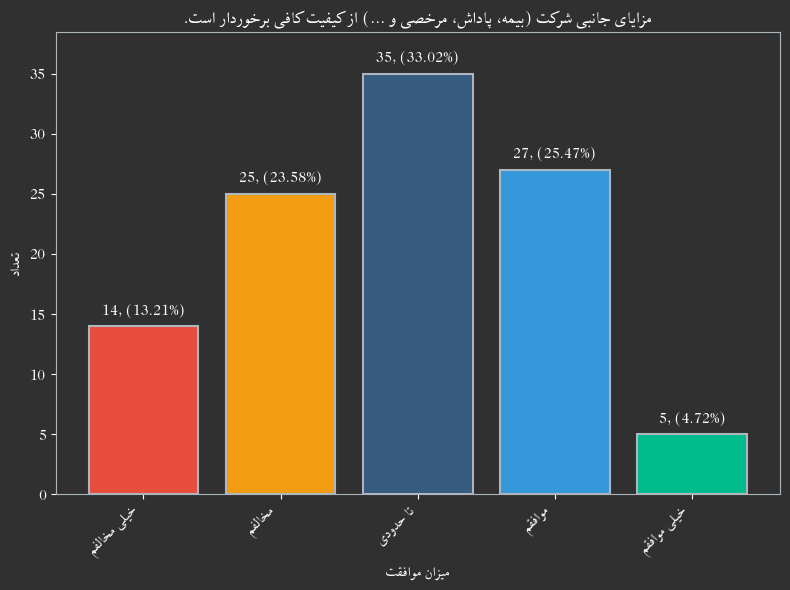 مزایای جانبی شرکت (بیمه، پاداش، مرخصی و ...) از کیفیت کافی برخوردار است.
35, (33.02%)
27, (25.47%)
25, (23.58%)
14, (13.21%)
5, (4.72%)
تعداد
35
30
25
20
15
10
5
0
خیلی مخالفم
مخالفم
تا حدودی
موافقم
خیلی موافقم
میزان موافقت